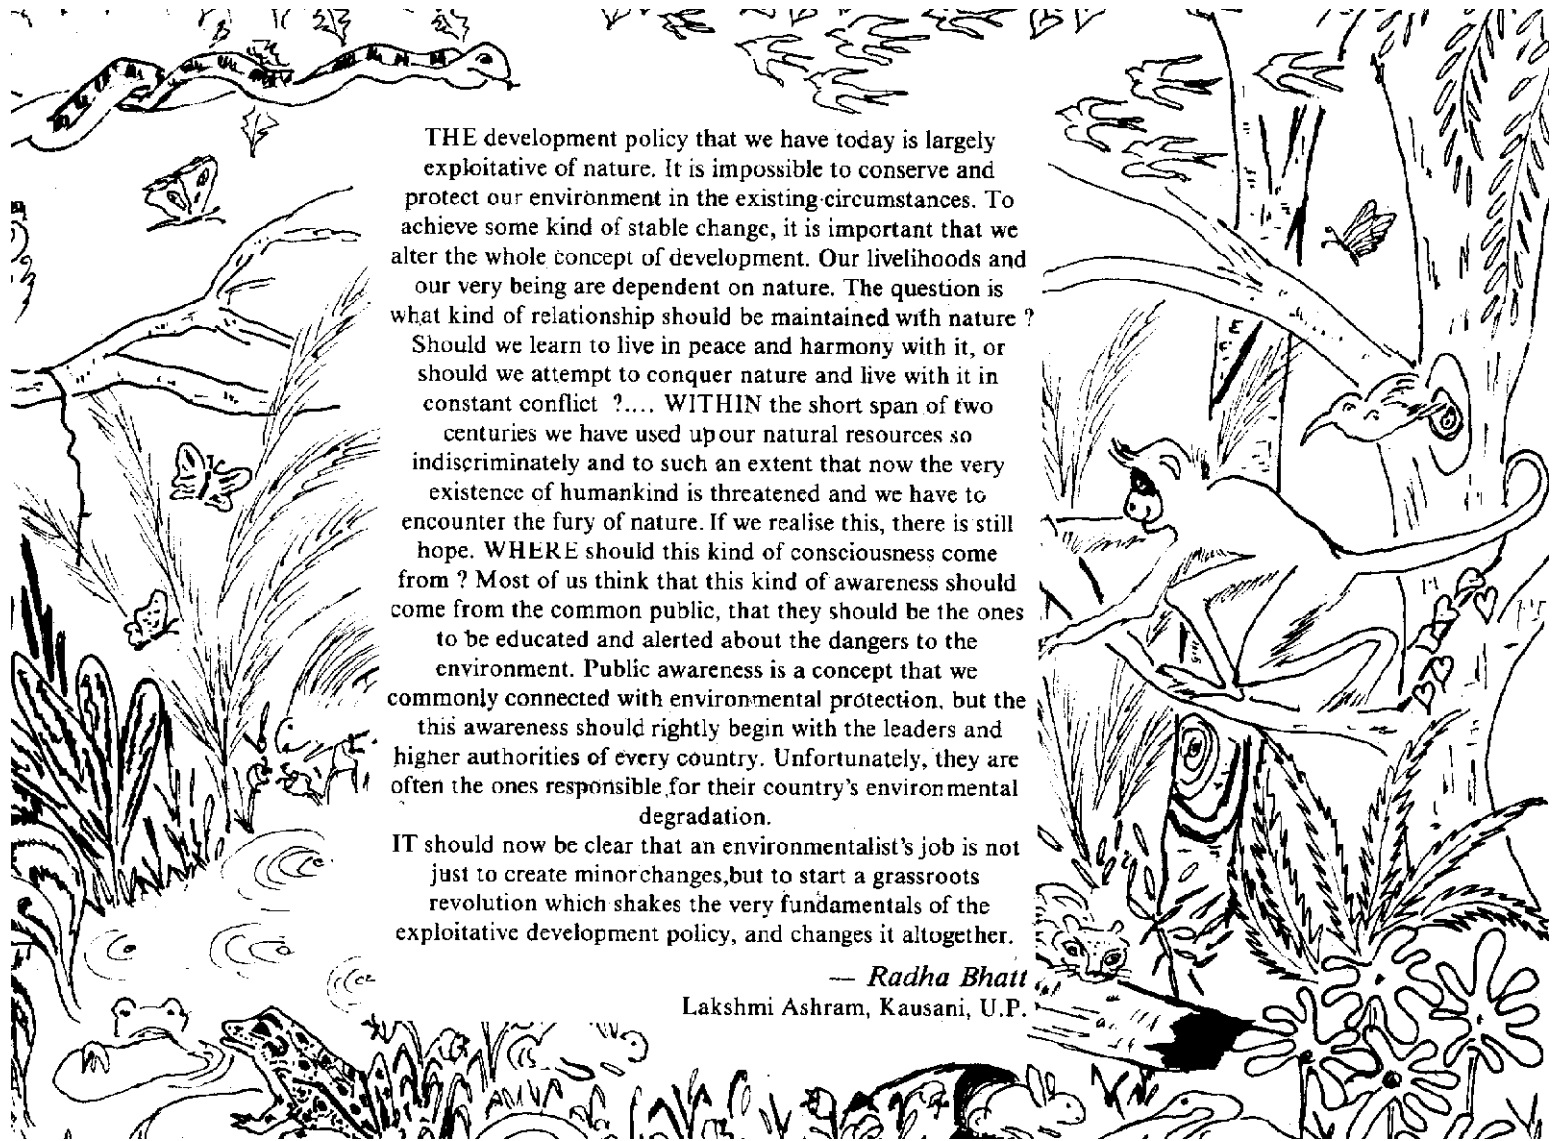 THE development policy that we have today is largely
exploitative of nature. It is impossible to conserve and
protect our environment in the existing circumstances. To
achieve some kind of stable change, it is important that we
alter the whole concept of development. Our livelihoods and
our very being are dependent on nature. The question is
what kind of relationship should be maintained with nature ?
Should we learn to live in peace and harmony with it, or
should we attempt to conquer nature and live with it in
constant conflict ?.... WITHIN the short span of two
centuries we have used up our natural resources so
indiscriminately and to such an extent that now the very
existence of humankind is threatened and we have to
encounter the fury of nature. If we realise this, there is still
hope. WHERE should this kind of consciousness come
from ? Most of us think that this kind of awareness should
come from the common public, that they should be the ones
to be educated and alerted about the dangers to the
environment. Public awareness is a concept that we
commonly connected with environmental protection, but the
this awareness should rightly begin with the leaders and
higher authorities of every country. Unfortunately, they are
often the ones responsible for their country's environmental
degradation.
IT should now be clear that an environmentalist's job is not
just to create minor changes,but to start a grassroots
revolution which shakes the very fundamentals of the
exploitative development policy, and changes it altogether.
— Radha Bhatt
Lakshmi Ashram, Kausani, U.P.